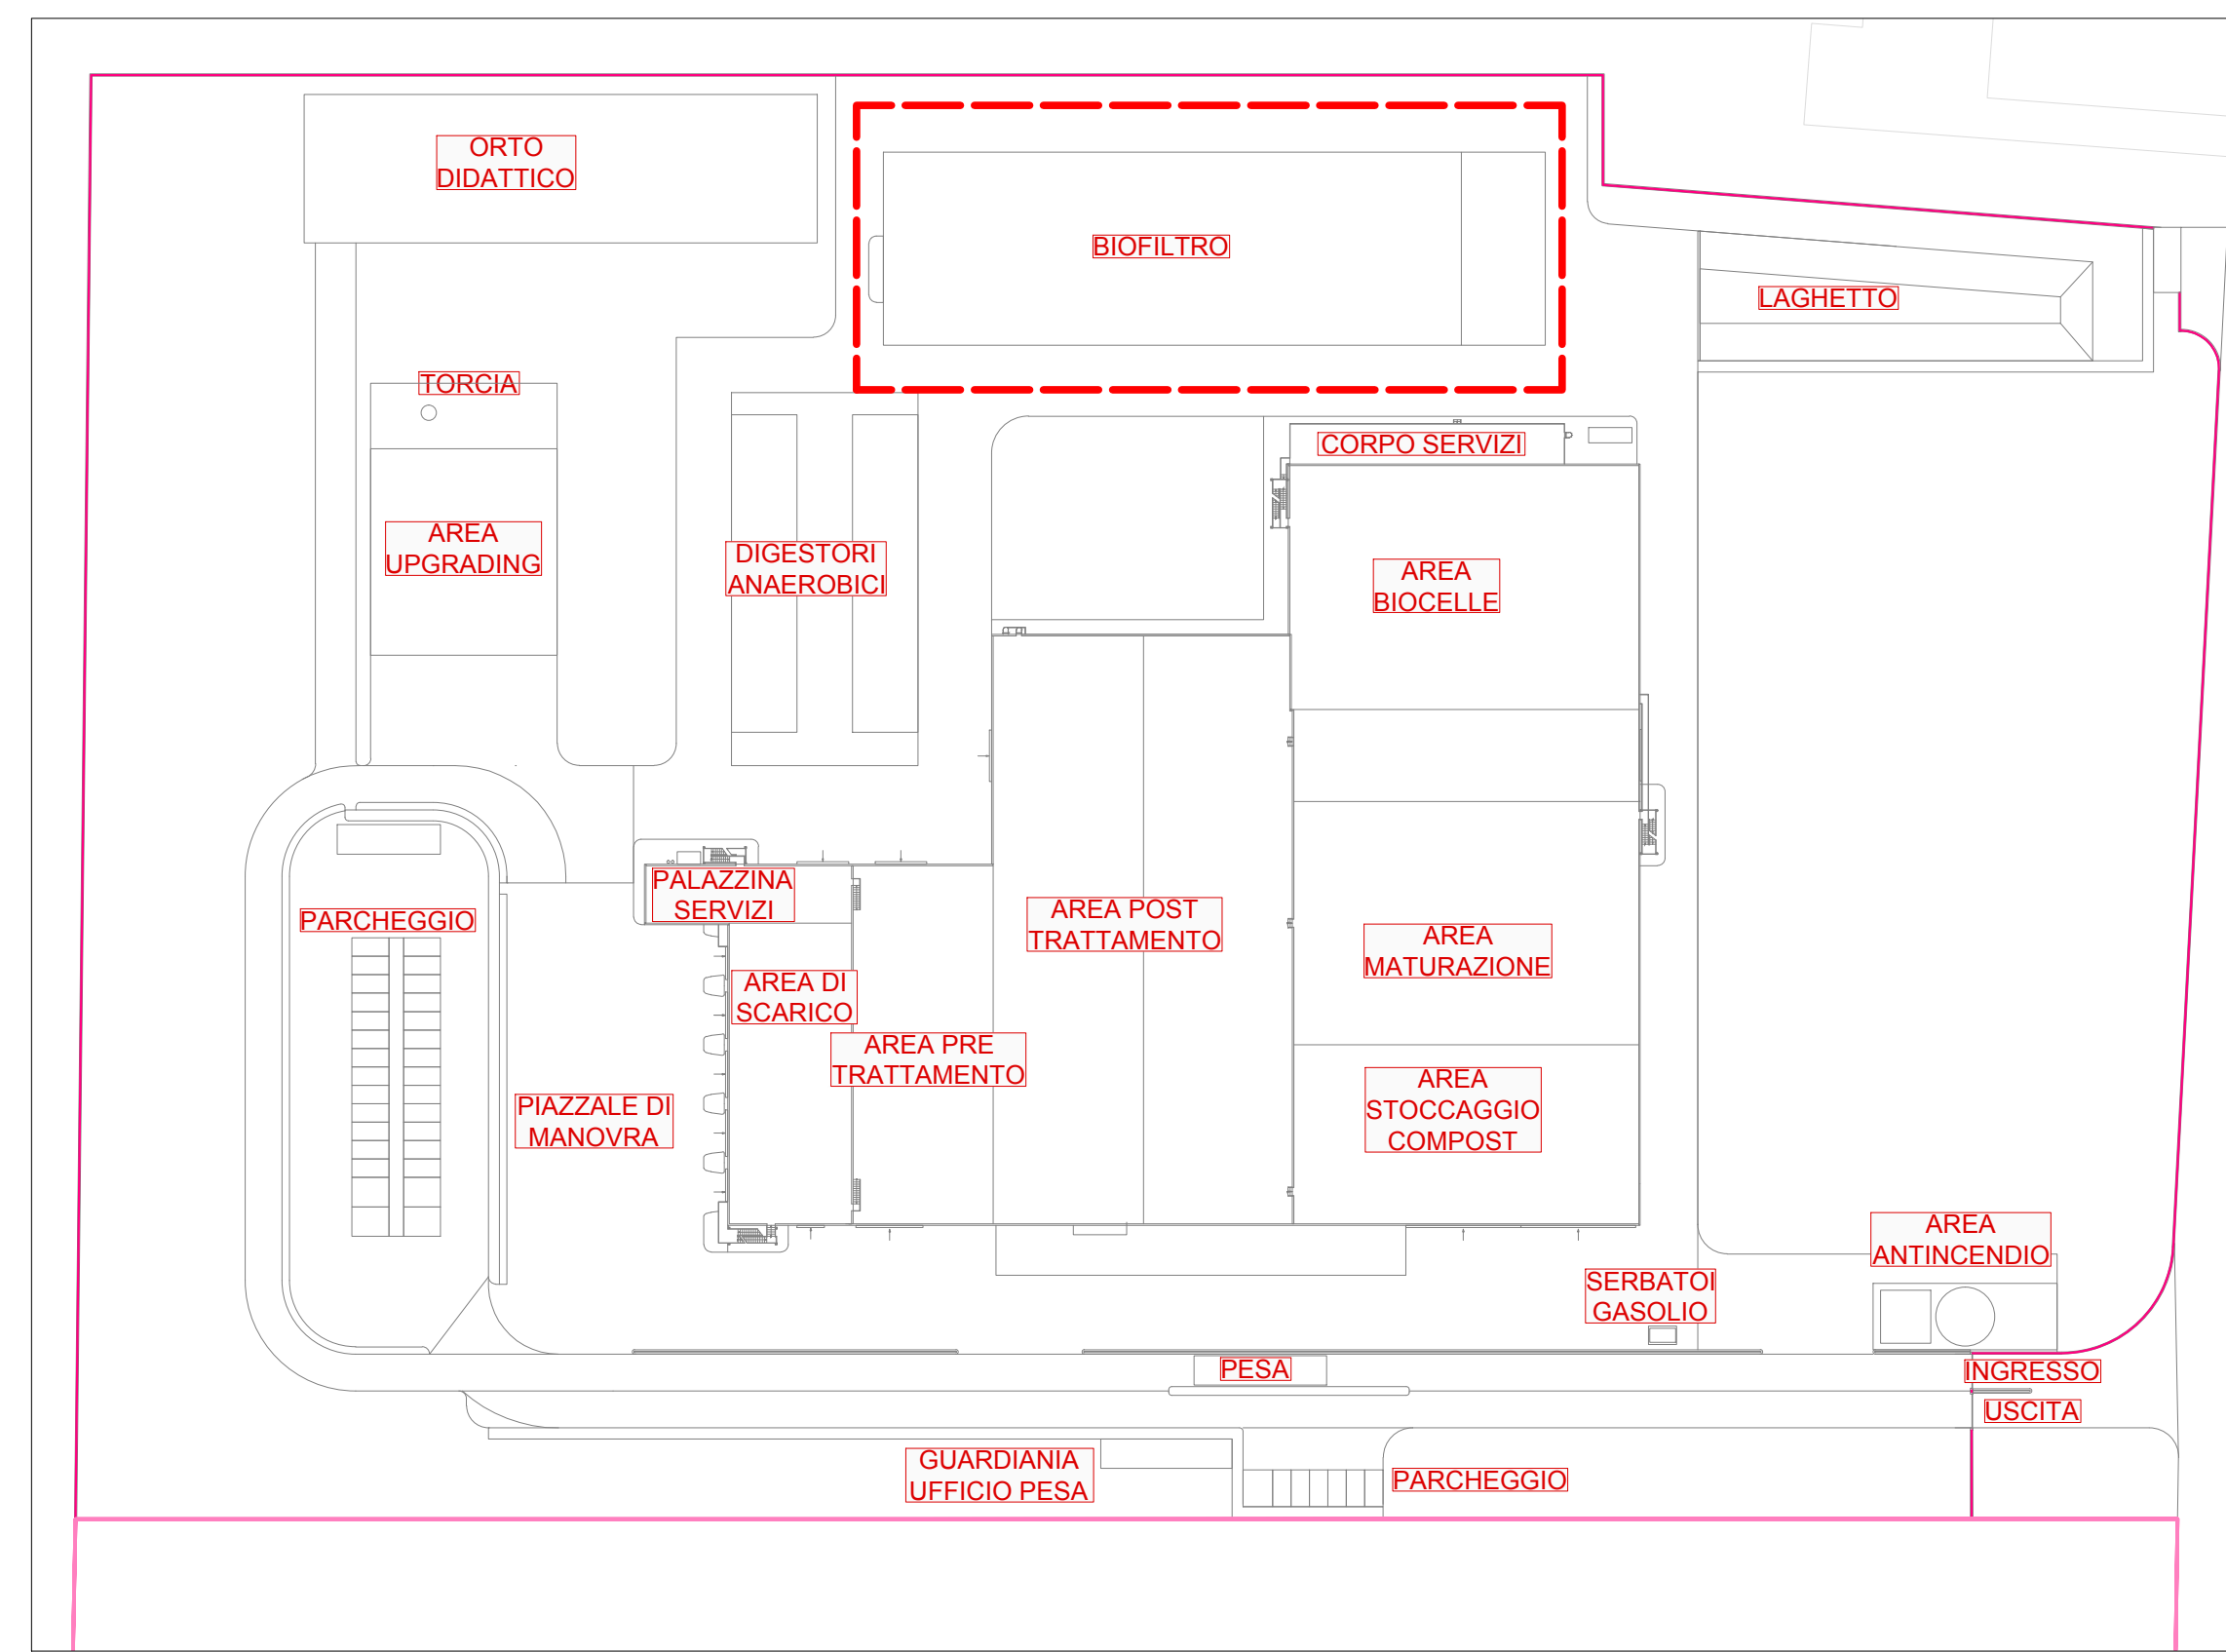 ORTO
DIDATTICO
BIOFILTRO
LAGHETTO
TORCIA
CORPO SERVIZI
AREA
UPGRADING
DIGESTORI
ANAEROBICI
AREA
BIOCELLE
PALAZZINA
SERVIZI
PARCHEGGIO
AREA POST
TRATTAMENTO
AREA
MATURAZIONE
AREA DI
SCARICO
AREA PRE
TRATTAMENTO
PIAZZALE DI
MANOVRA
AREA
STOCCAGGIO
COMPOST
AREA
ANTINCENDIO
SERBATOI
GASOLIO
PESA
INGRESSO
USCITA
GUARDIANIA
UFFICIO PESA
PARCHEGGIO